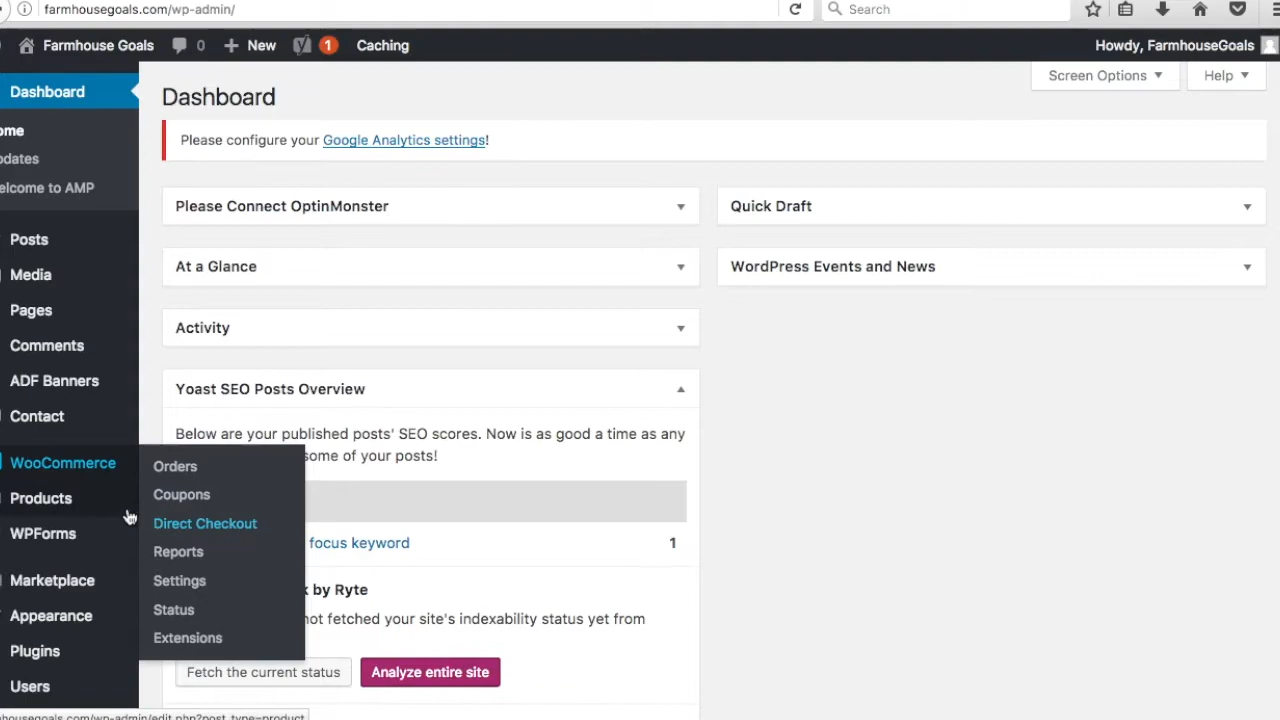 farmhousegoals.com/wp-admin/
Search
Farmhouse Goals 0 New 1 Caching Howdy, FarmhouseGoals
Screen Options Help
Dashboard
ome
pdates
elcome to AMP
Posts
Media
Pages
Comments
ADF Banners
Contact
WooCommerce
Products
WPForms
Marketplace
Appearance
Plugins
Users
Orders
Coupons
Direct Checkout
Reports
Settings
Status
Extensions
Dashboard
Please configure your Google Analytics settings!
Please Connect OptinMonster
At a Glance
Activity
Yoast SEO Posts Overview
Below are your published posts' SEO scores. Now is as good a time as any
some of your posts!
focus keyword 1
k by Ryte
not fetched your site's indexability status yet from
Fetch the current status Analyze entire site
Quick Draft
WordPress Events and News
housegoals.com/wp-admin/edit.php?post_type=product